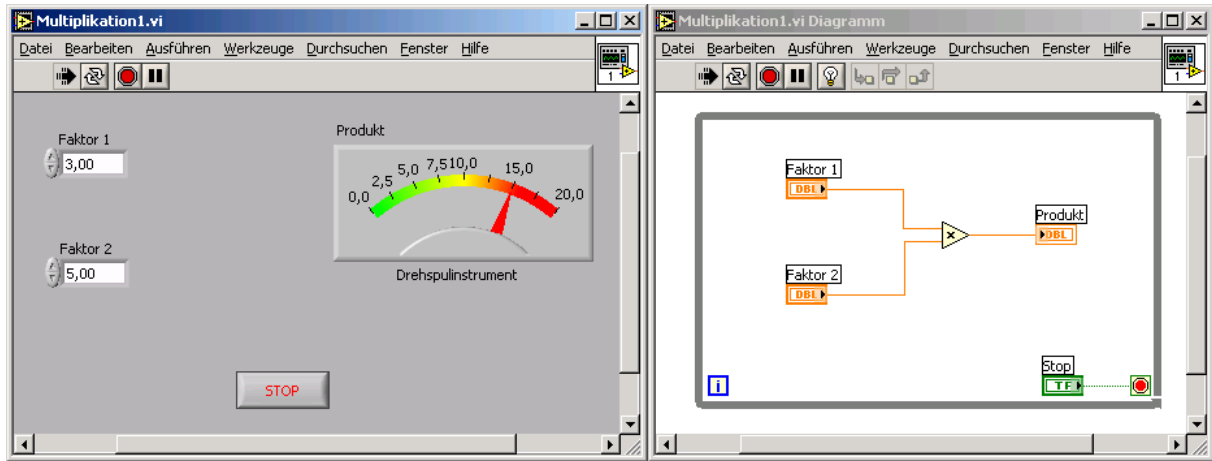 Multiplikation1.vi
Datei Bearbeiten Ausführen Werkzeuge Durchsuchen Fenster Hilfe
1
Faktor 1
3,00
Faktor 2
5,00
Produkt
0,0 2,5 5,0 7,5 10,0 15,0 20,0
Drehspulinstrument
STOP
Multiplikation1.vi Diagramm
Datei Bearbeiten Ausführen Werkzeuge Durchsuchen Fenster Hilfe
1
Faktor 1
DBL
Faktor 2
DBL
x
Produkt
DBL
i
Stop
TF